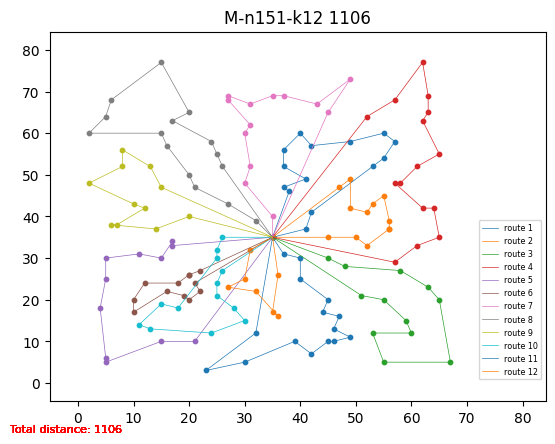 M-n151-k12 1106
80
70
60
50
40
30
20
10
0
0 10 20 30 40 50 60 70 80
route 1
route 2
route 3
route 4
route 5
route 6
route 7
route 8
route 9
route 10
route 11
route 12
Total distance: 1106